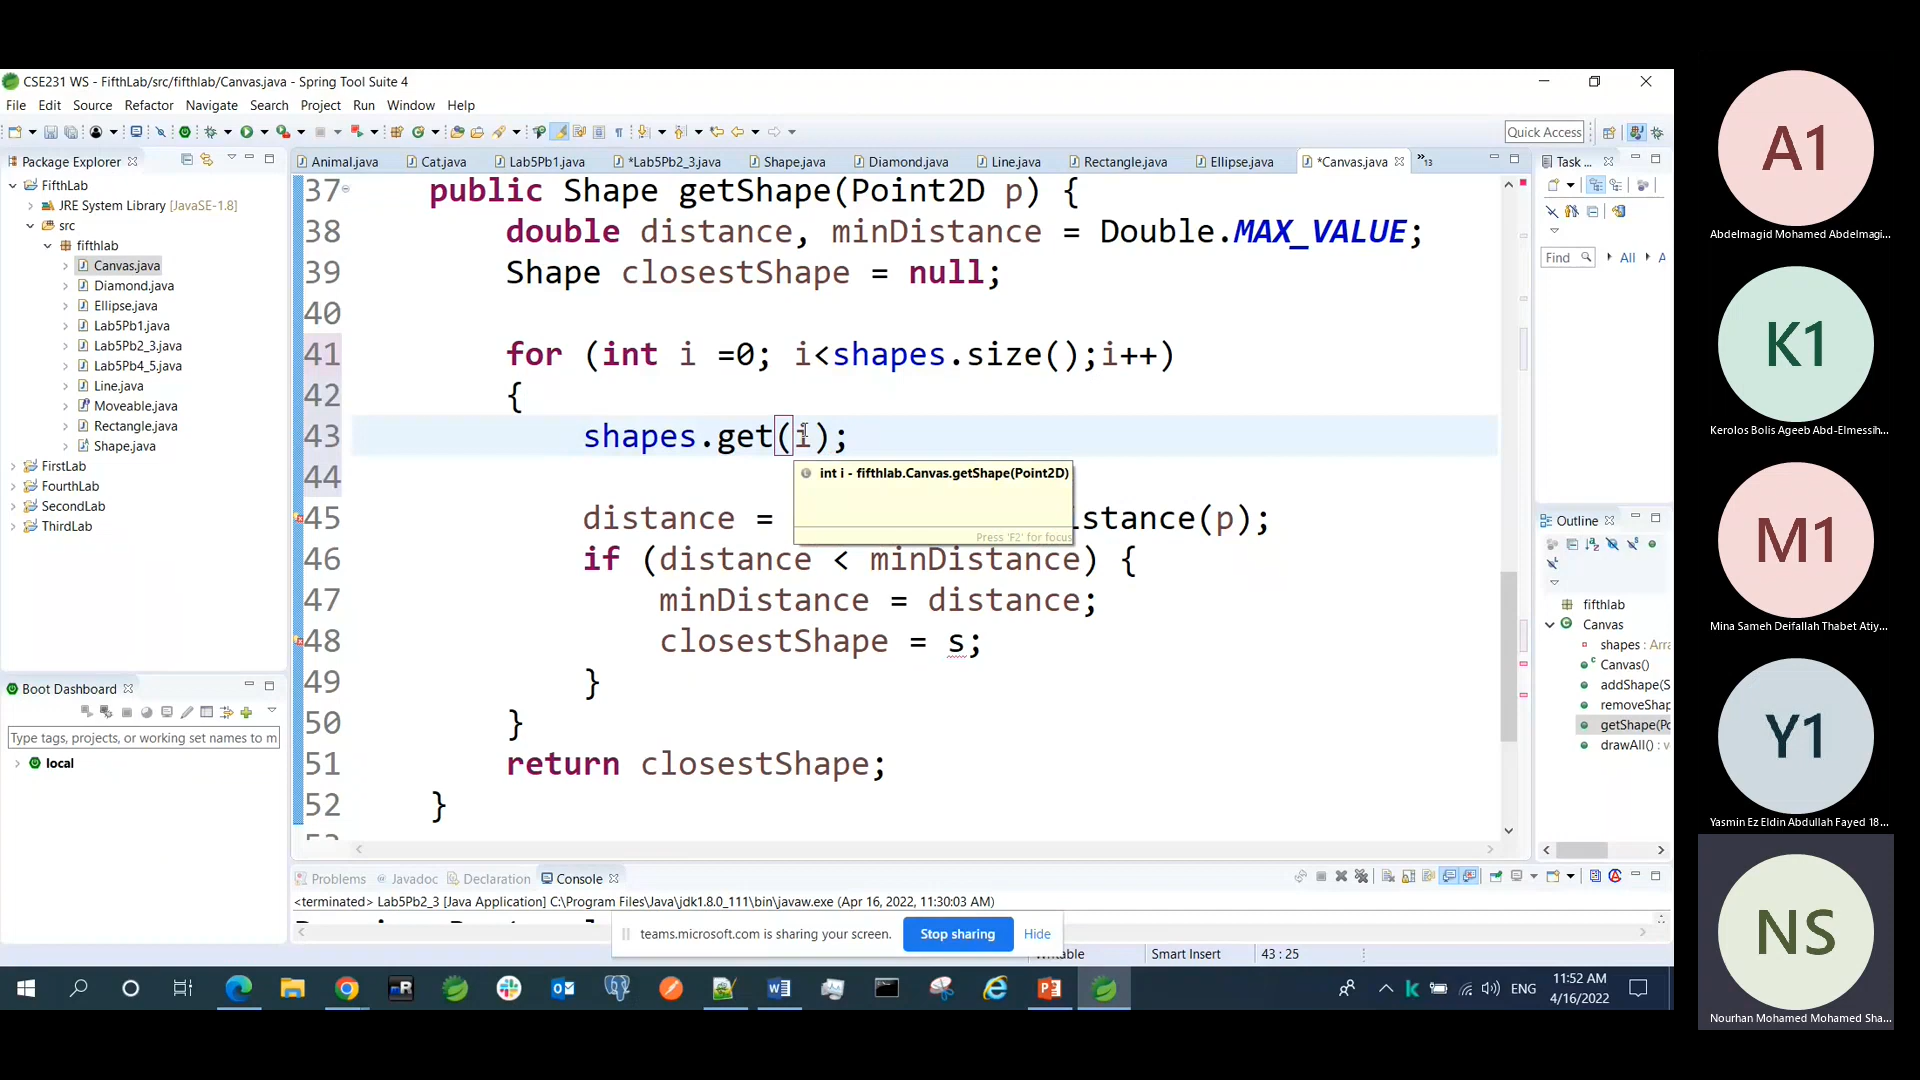 CSE231 WS - FifthLab/src/fifthlab/Canvas.java - Spring Tool Suite 4
File Edit Source Refactor Navigate Search Project Run Window Help
Quick Access
Package Explorer
FifthLab
JRE System Library [JavaSE-1.8]
src
fifthlab
Canvas.java
Diamond.java
Ellipse.java
Lab5Pb1.java
Lab5Pb2_3.java
Lab5Pb4_5.java
Line.java
Moveable.java
Rectangle.java
Shape.java
FirstLab
FourthLab
SecondLab
ThirdLab
Boot Dashboard
Type tags, projects, or working set names to m
local
Animal.java Cat.java Lab5Pb1.java *Lab5Pb2_3.java Shape.java Diamond.java Line.java Rectangle.java Ellipse.java *Canvas.java »13
37 public Shape getShape(Point2D p) {
38 double distance, minDistance = Double.MAX_VALUE;
39 Shape closestShape = null;
40
41 for (int i =0; i<shapes.size();i++)
42 {
43 shapes.get(i);
44
int i - fifthlab.Canvas.getShape(Point2D)
Press 'F2' for focus
45 distance = istance(p);
46 if (distance < minDistance) {
47 minDistance = distance;
48 closestShape = s;
49 }
50 }
51 return closestShape;
52 }
Task ...
Find All A
Outline
fifthlab
Canvas
shapes : Arra
Canvas()
addShape(S
removeShap
getShape(Po
drawAll() : v
Problems Javadoc Declaration Console
<terminated> Lab5Pb2_3 [Java Application] C:\Program Files\Java\jdk1.8.0_111\bin\javaw.exe (Apr 16, 2022, 11:30:03 AM)
teams.microsoft.com is sharing your screen. Stop sharing Hide
Smart Insert 43 : 25
ENG
11:52 AM
4/16/2022
A1
Abdelmagid Mohamed Abdelmagi...
K1
Kerolos Bolis Ageeb Abd-Elmessih...
M1
Mina Sameh Deifallah Thabet Atiy...
Y1
Yasmin Ez Eldin Abdullah Fayed 18...
NS
Nourhan Mohamed Mohamed Sha...